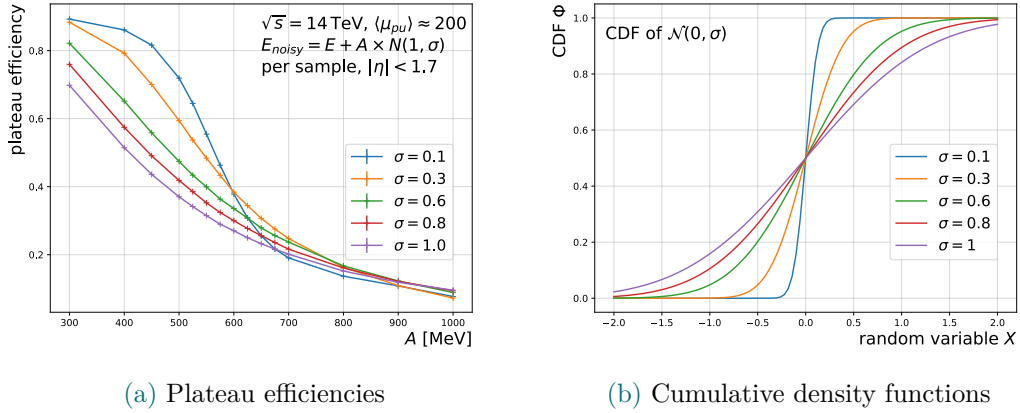 √s = 14 TeV, ⟨μ_pu⟩ ≈ 200
E_noisy = E + A × N(1, σ)
per sample, |η| < 1.7
plateau efficiency
0.8
0.6
0.4
0.2
σ = 0.1
σ = 0.3
σ = 0.6
σ = 0.8
σ = 1.0
300 400 500 600 700 800 900 1000
A [MeV]
(a) Plateau efficiencies
CDF of 𝒩(0, σ)
CDF Φ
1.0
0.8
0.6
0.4
0.2
0.0
σ = 0.1
σ = 0.3
σ = 0.6
σ = 0.8
σ = 1
−2.0 −1.5 −1.0 −0.5 0.0 0.5 1.0 1.5 2.0
random variable X
(b) Cumulative density functions